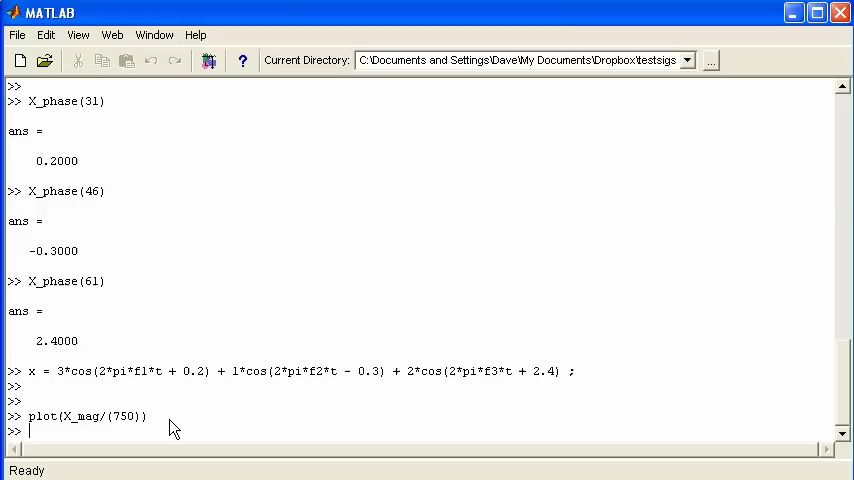 MATLAB
File Edit View Web Window Help
? Current Directory: C:\Documents and Settings\Dave\My Documents\Dropbox\testsigs ...
>>
>> X_phase(31)
ans =
0.2000
>> X_phase(46)
ans =
-0.3000
>> X_phase(61)
ans =
2.4000
>> x = 3*cos(2*pi*f1*t + 0.2) + 1*cos(2*pi*f2*t - 0.3) + 2*cos(2*pi*f3*t + 2.4) ;
>>
>>
>> plot(X_mag/(750))
>>
Ready